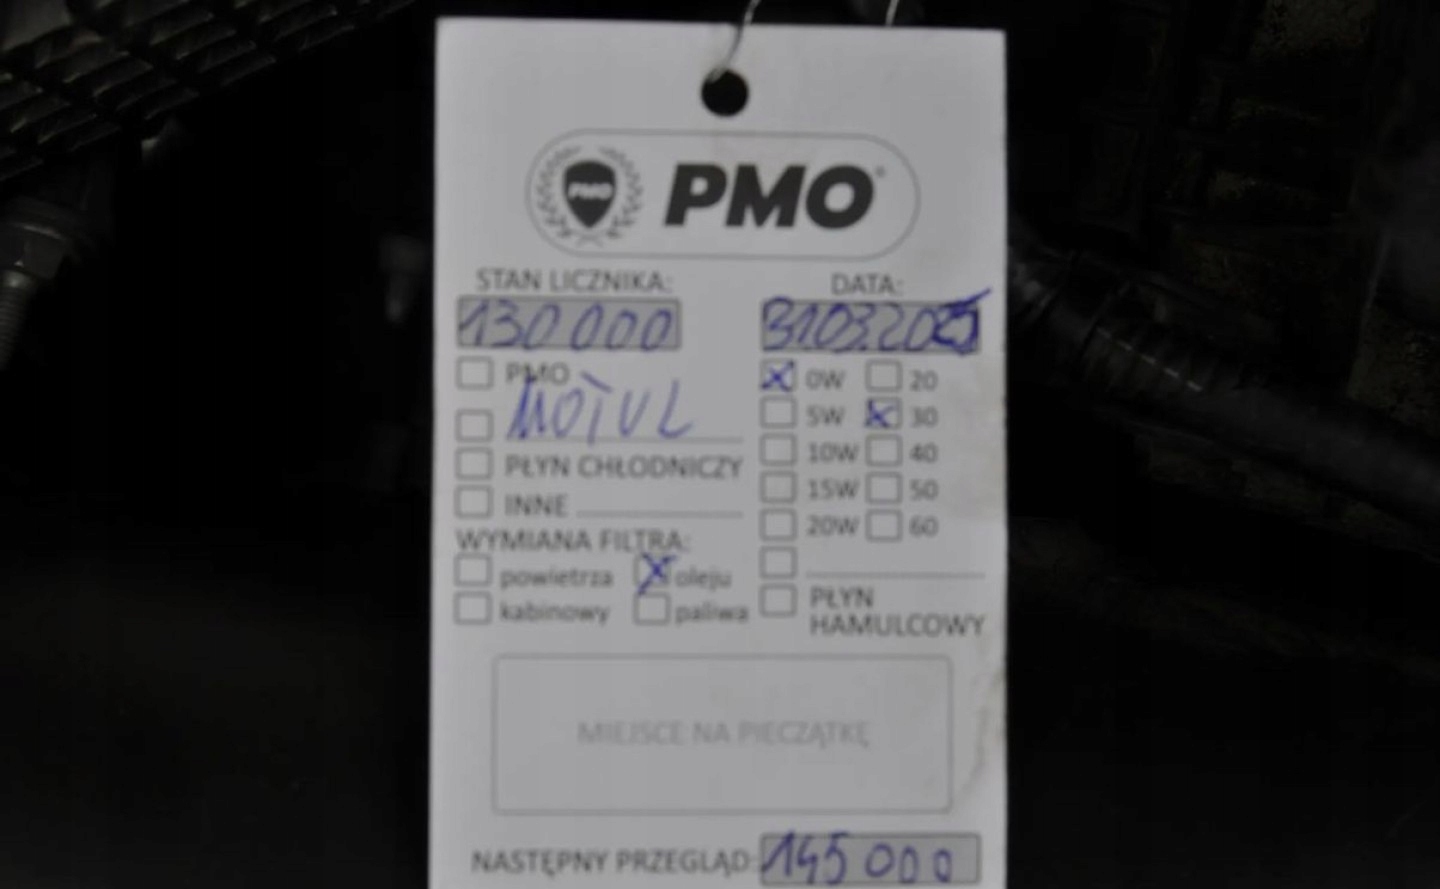 PMO
PMO®
STAN LICZNIKA:
DATA:
130 000
31.03.2025
PMO
0W
20
MOTUL
5W
30
10W
40
PŁYN CHŁODNICZY
15W
50
INNE
20W
60
WYMIANA FILTRA:
powietrza
oleju
kabinowy
paliwa
PŁYN
HAMULCOWY
MIEJSCE NA PIECZĄTKĘ
NASTĘPNY PRZEGLĄD:
145 000